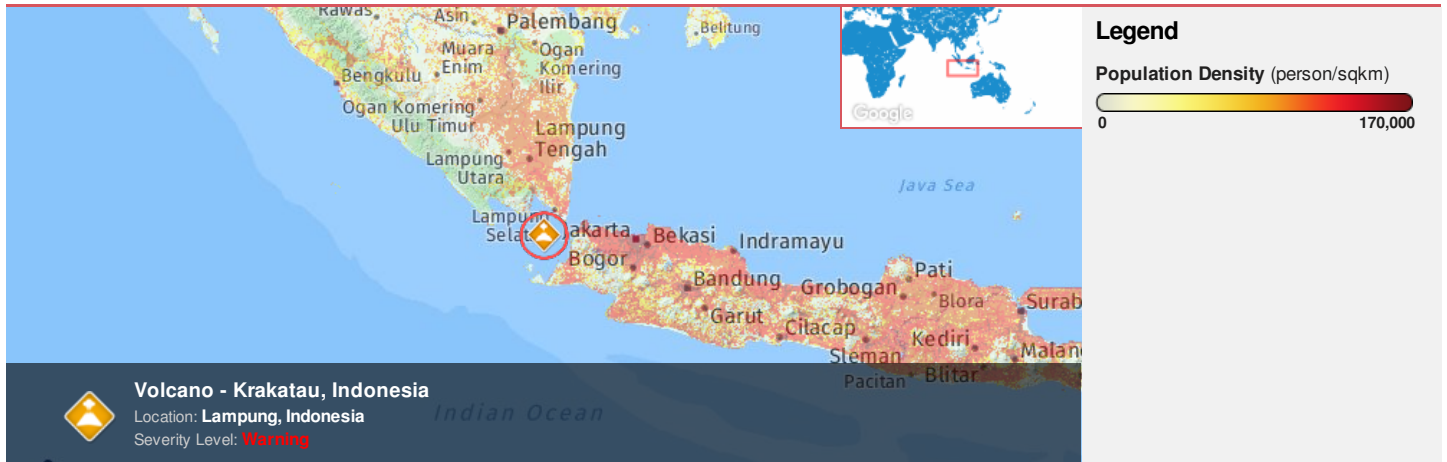 Rawas
Asin
Palembang
Belitung
Muara
Enim
Ogan
Komering
Ilir
Bengkulu
Ogan Komering
Ulu Timur
Lampung
Tengah
Lampung
Utara
Java Sea
Lampung
Selat
Jakarta
Bekasi
Indramayu
Bogor
Bandung
Grobogan
Pati
Blora
Surab
Garut
Cilacap
Kediri
Sleman
Malan
Pacitan
Blitar
Indian Ocean
Google
Volcano - Krakatau, Indonesia
Location: Lampung, Indonesia
Severity Level: Warning
Legend
Population Density (person/sqkm)
0 170,000